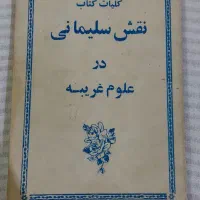 کلیات کتاب
نقش سلیمانی
در
علوم غریبه